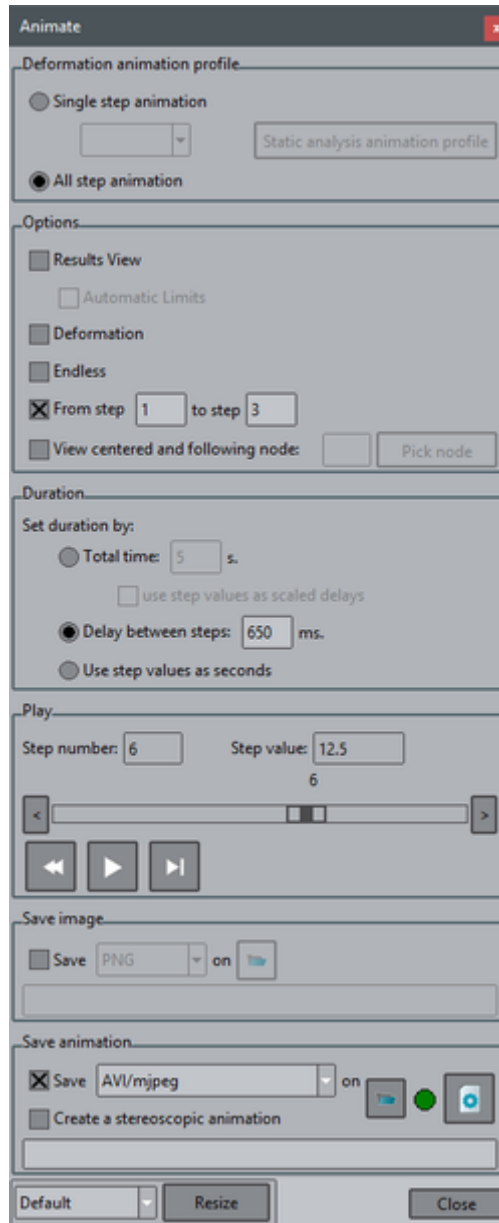 Animate
Deformation animation profile
Single step animation
Static analysis animation profile
All step animation
Options
Results View
Automatic Limits
Deformation
Endless
From step 1 to step 3
View centered and following node: Pick node
Duration
Set duration by:
Total time: 5 s.
use step values as scaled delays
Delay between steps: 650 ms.
Use step values as seconds
Play
Step number: 6 Step value: 12.5
6
< >
Save image
Save PNG on
Save animation
Save AVI/mjpeg on
Create a stereoscopic animation
Default Resize Close